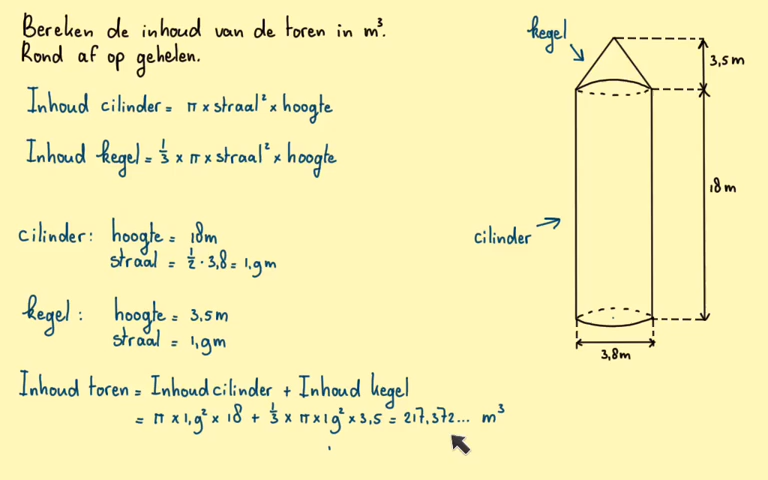 Bereken de inhoud van de toren in m³.
Rond af op gehelen.
Inhoud cilinder = π × straal² × hoogte
Inhoud kegel = 1/3 × π × straal² × hoogte
cilinder: hoogte = 18m
straal = 1/2 · 3,8 = 1,9m
kegel: hoogte = 3,5m
straal = 1,9m
Inhoud toren = Inhoud cilinder + Inhoud kegel
= π × 1,9² × 18 + 1/3 × π × 1,9² × 3,5 = 217,372... m³
kegel
3,5m
18m
cilinder
3,8m